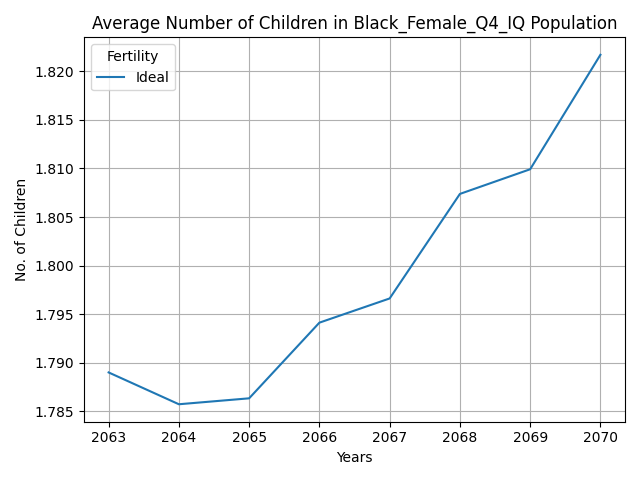 Average Number of Children in Black_Female_Q4_IQ Population
Fertility
Ideal
1.820
1.815
1.810
1.805
1.800
1.795
1.790
1.785
No. of Children
2063 2064 2065 2066 2067 2068 2069 2070
Years